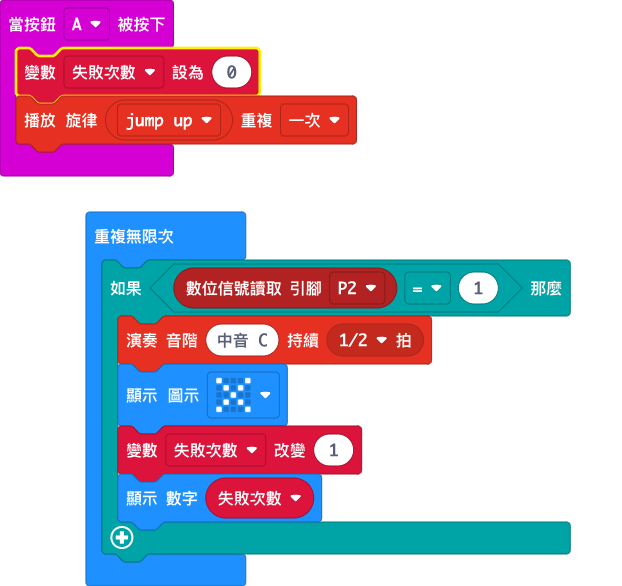 當按鈕 A 被按下
變數 失敗次數 設為 0
播放 旋律 jump up 重複 一次
重複無限次
如果 數位信號讀取 引腳 P2 = 1 那麼
演奏 音階 中音 C 持續 1/2 拍
顯示 圖示
變數 失敗次數 改變 1
顯示 數字 失敗次數